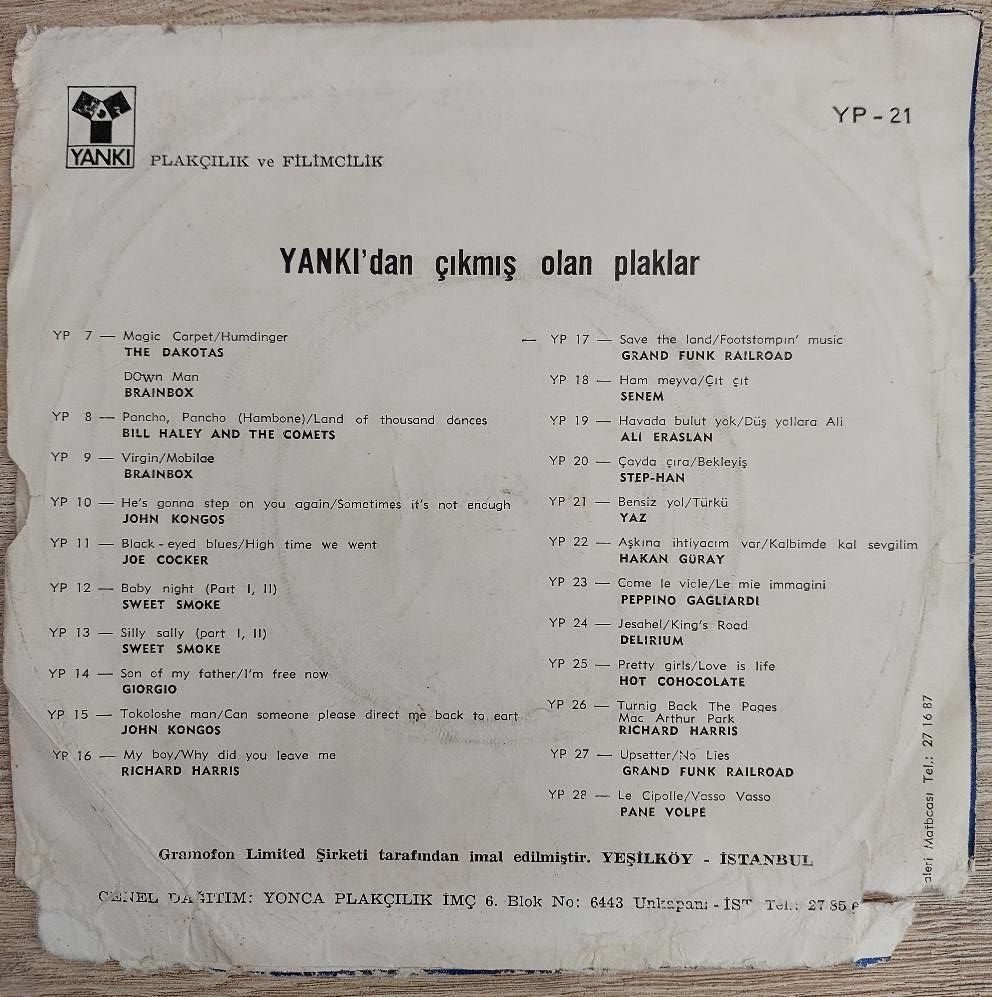 YANKI
PLAKÇILIK ve FİLİMCİLİK
YP - 21
YANKI'dan çıkmış olan plaklar
YP 7 — Magic Carpet/Humdinger
THE DAKOTAS
DOwn Man
BRAINBOX
YP 8 — Pancho, Pancho (Hambone)/Land of thousand dances
BILL HALEY AND THE COMETS
YP 9 — Virgin/Mobilae
BRAINBOX
YP 10 — He's gonna step on you again/Sometimes it's not enough
JOHN KONGOS
YP 11 — Black - eyed blues/High time we went
JOE COCKER
YP 12 — Baby night (Part I, II)
SWEET SMOKE
YP 13 — Silly sally (part I, II)
SWEET SMOKE
YP 14 — Son of my father/I'm free now
GIORGIO
YP 15 — Tokoloshe man/Can someone please direct me back to eart
JOHN KONGOS
YP 16 — My boy/Why did you leave me
RICHARD HARRIS
— YP 17 — Save the land/Footstompin' music
GRAND FUNK RAILROAD
YP 18 — Ham meyva/Çıt çıt
SENEM
YP 19 — Havada bulut yok/Düş yollara Ali
ALİ ERASLAN
YP 20 — Çayda çıra/Bekleyiş
STEP-HAN
YP 21 — Bensiz yol/Türkü
YAZ
YP 22 — Aşkına ihtiyacım var/Kalbimde kal sevgilim
HAKAN GÜRAY
YP 23 — Come le vicle/Le mie immagini
PEPPINO GAGLİARDI
YP 24 — Jesahel/King's Road
DELIRIUM
YP 25 — Pretty girls/Love is life
HOT COHOCOLATE
YP 26 — Turnig Back The Pages
Mac Arthur Park
RICHARD HARRIS
YP 27 — Upsetter/No Lies
GRAND FUNK RAILROAD
YP 28 — Le Cipolle/Vasso Vasso
PANE VOLPE
Gramofon Limited Şirketi tarafından imal edilmiştir. YEŞİLKÖY - İSTANBUL
GENEL DAĞITIM: YONCA PLAKÇILIK İMÇ 6. Blok No: 6443 Unkapanı - İST Tel.: 27 85
Matbcası Tel.: 27 16 87